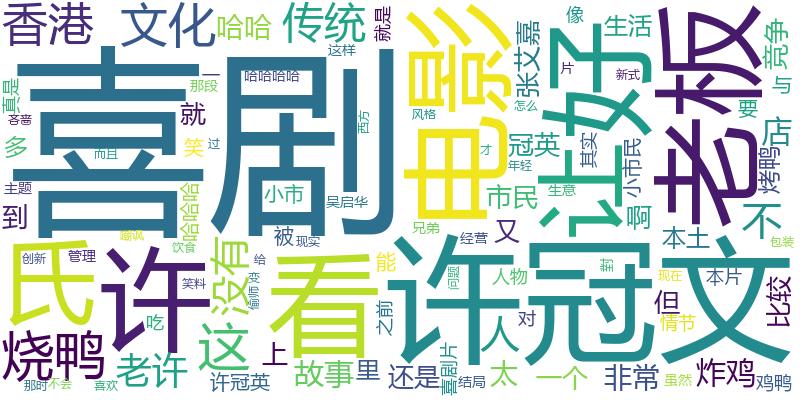 香港 文化 哈哈 传统 就是 电影 让 好 像 生活 老板 竞争
喜剧 哈哈哈哈 这样 张艾嘉 片 新式 与
真是 一 那段 西方 风格 怎么
吝啬 就 才 冠英 其实 要 店
多 而且 笑 过 年轻 小市民 烤鸭
主题 哈哈哈 小市 吴启华 市民 生意 啊 不
到 嘲讽 被 现实 兄弟 经营 又 本土 包装
氏 许 创新 管理 饮食 没有 给 看 能 许冠文 人物 对 但 现在 本片 比较
笑料 偷师 问题 人 情节
烧鸭 吃 这 之前
老许 上 故事 里 还是 喜剧片 太 一个 非常 虽然 炸鸡 鸡鸭
那时 不会 喜欢 许冠英 结局